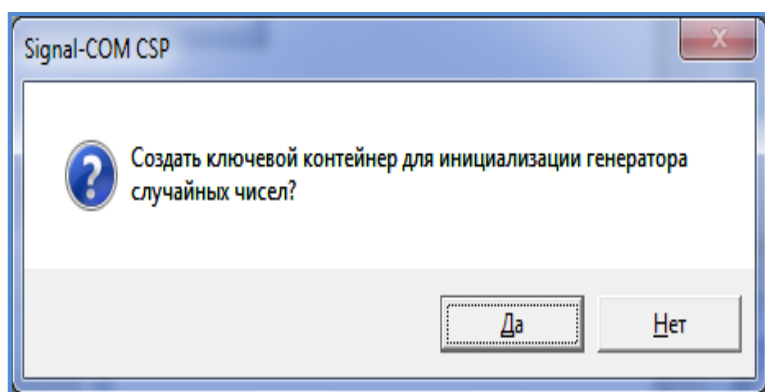 Signal-COM CSP
Создать ключевой контейнер для инициализации генератора
случайных чисел?
Да
Нет